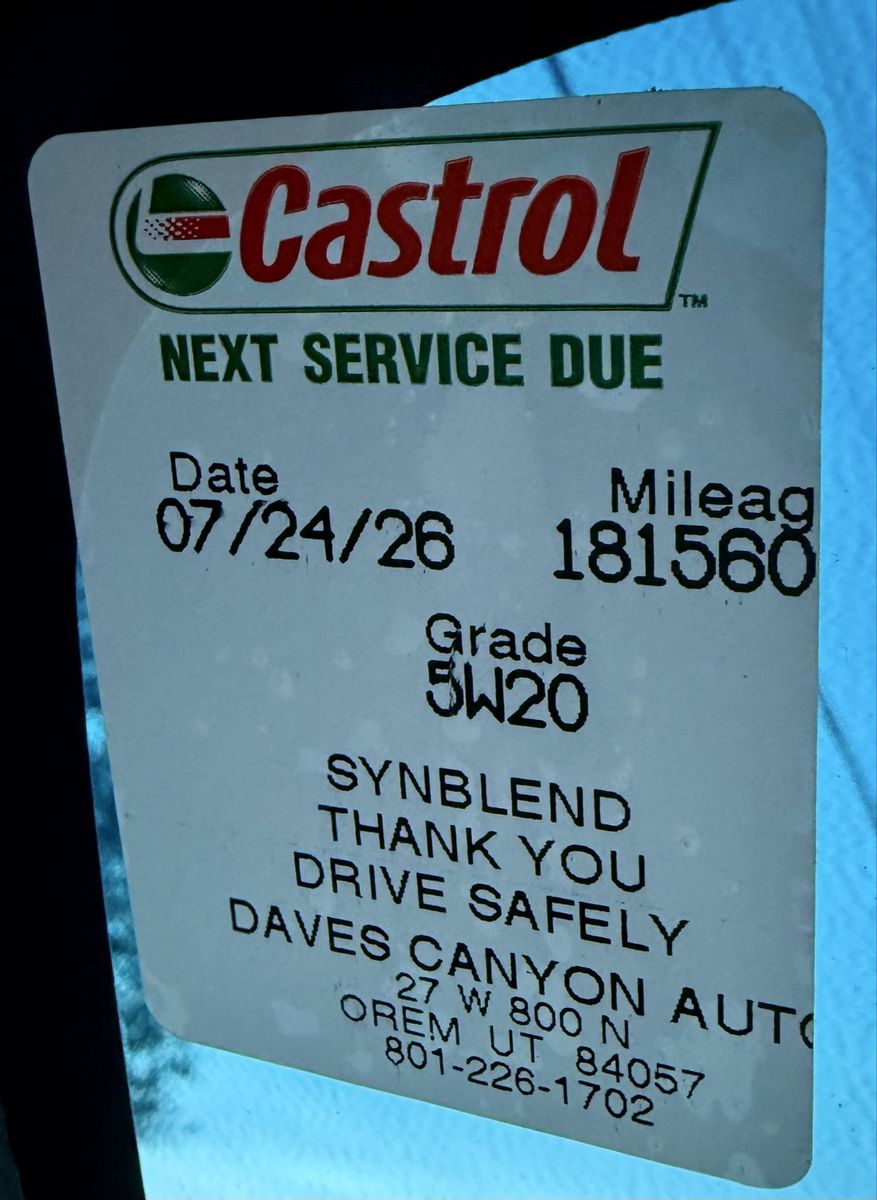 Castrol
TM
NEXT SERVICE DUE
Date Mileag
07/24/26 181560
Grade
5W20
SYNBLEND
THANK YOU
DRIVE SAFELY
DAVES CANYON AUTO
27 W 800 N
OREM UT 84057
801-226-1702